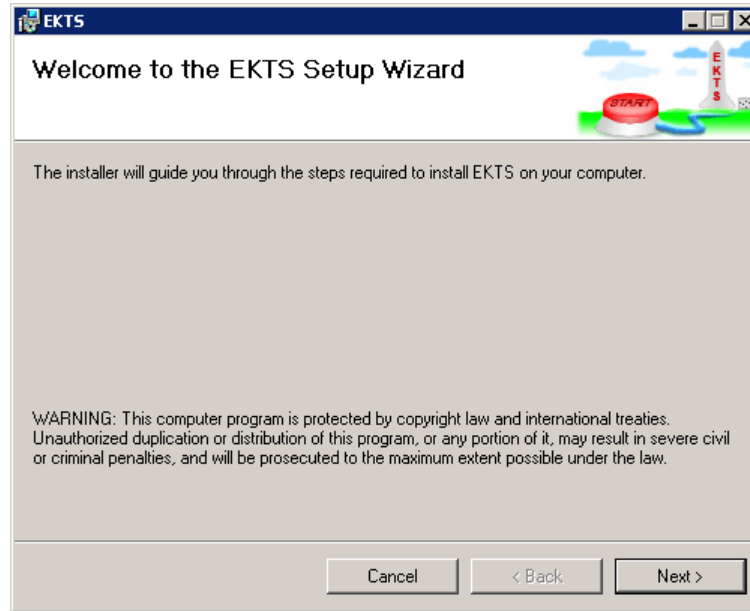 EKTS
Welcome to the EKTS Setup Wizard
START
EKTS
The installer will guide you through the steps required to install EKTS on your computer.
WARNING: This computer program is protected by copyright law and international treaties.
Unauthorized duplication or distribution of this program, or any portion of it, may result in severe civil
or criminal penalties, and will be prosecuted to the maximum extent possible under the law.
Cancel < Back Next >